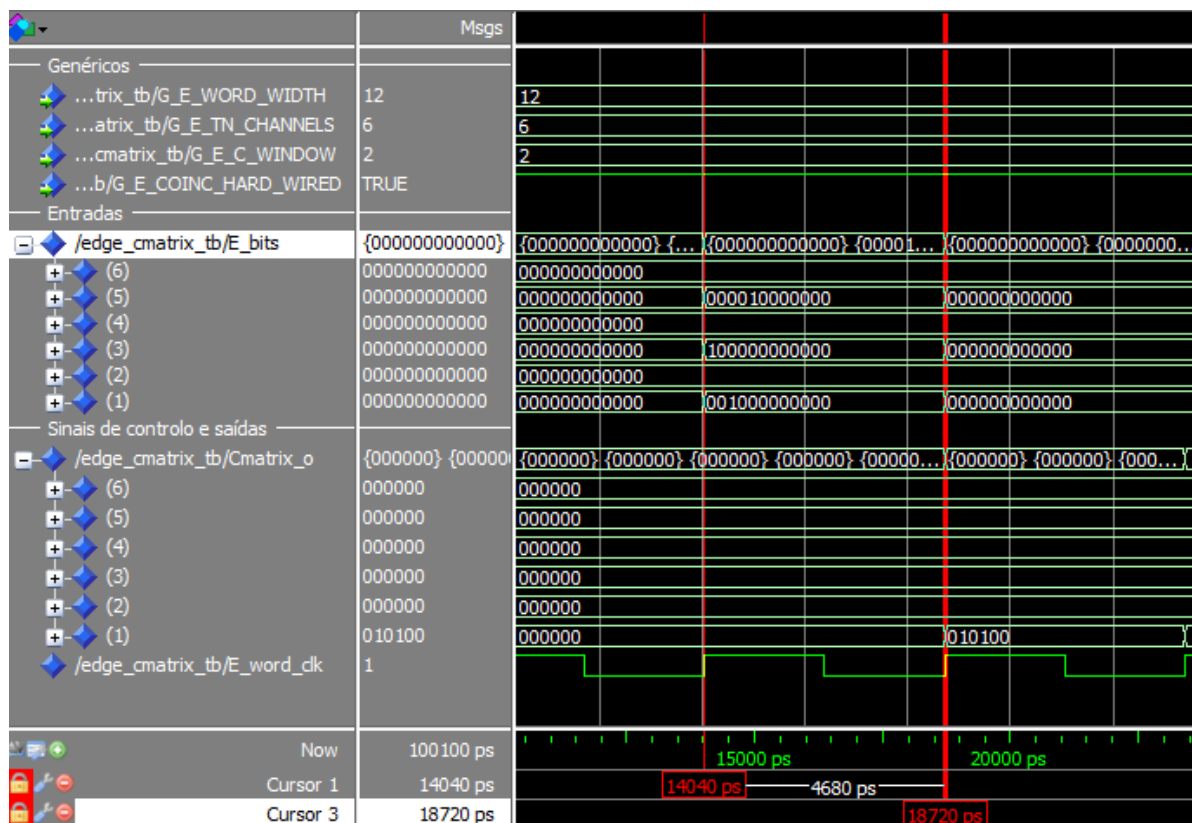 Msgs
Genéricos
...trix_tb/G_E_WORD_WIDTH 12 12
...atrix_tb/G_E_TN_CHANNELS 6 6
...cmatrix_tb/G_E_C_WINDOW 2 2
...b/G_E_COINC_HARD_WIRED TRUE
Entradas
/edge_cmatrix_tb/E_bits {000000000000} {000000000000} {... {000000000000} {00001... {000000000000} {0000000...
(6) 000000000000 000000000000
(5) 000000000000 000000000000 000010000000 000000000000
(4) 000000000000 000000000000
(3) 000000000000 000000000000 100000000000 000000000000
(2) 000000000000 000000000000
(1) 000000000000 000000000000 001000000000 000000000000
Sinais de controlo e saídas
/edge_cmatrix_tb/Cmatrix_o {000000} {00000 {000000} {000000} {000000} {000000} {00000... {000000} {000000} {000...
(6) 000000 000000
(5) 000000 000000
(4) 000000 000000
(3) 000000 000000
(2) 000000 000000
(1) 010100 000000 010100
/edge_cmatrix_tb/E_word_clk 1
Now 100100 ps 15000 ps 20000 ps
Cursor 1 14040 ps 14040 ps 4680 ps
Cursor 3 18720 ps 18720 ps